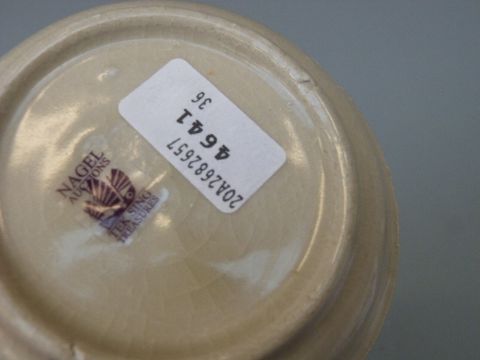 20A2682657
4641
36
NAGEL
AUCTIONS
TEK SING
TREASURES